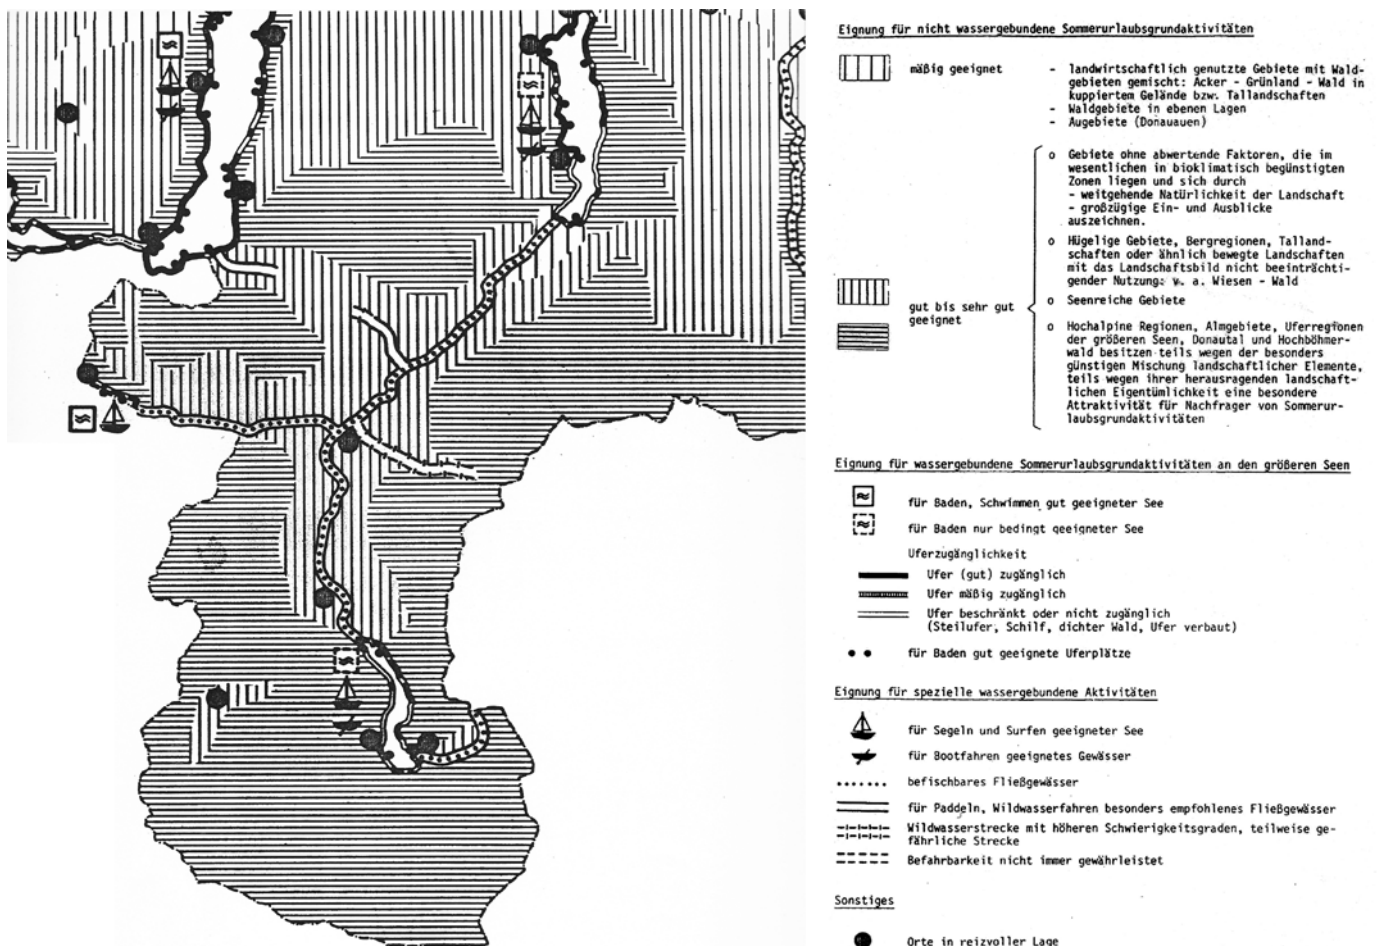 Eignung für nicht wassergebundene Sommerurlaubsgrundaktivitäten
mäßig geeignet
- landwirtschaftlich genutzte Gebiete mit Wald-
gebieten gemischt: Acker - Grünland - Wald in
kuppiertem Gelände bzw. Tallandschaften
- Waldgebiete in ebenen Lagen
- Augebiete (Donauauen)
gut bis sehr gut
geeignet
o Gebiete ohne abwertende Faktoren, die im
wesentlichen in bioklimatisch begünstigten
Zonen liegen und sich durch
- weitgehende Natürlichkeit der Landschaft
- großzügige Ein- und Ausblicke
auszeichnen.
o Hügelige Gebiete, Bergregionen, Talland-
schaften oder ähnlich bewegte Landschaften
mit das Landschaftsbild nicht beeinträchti-
gender Nutzung: v. a. Wiesen - Wald
o Seenreiche Gebiete
o Hochalpine Regionen, Almgebiete, Uferregionen
der größeren Seen, Donautal und Hochböhmer-
wald besitzen teils wegen der besonders
günstigen Mischung landschaftlicher Elemente,
teils wegen ihrer herausragenden landschaft-
lichen Eigentümlichkeit eine besondere
Attraktivität für Nachfrager von Sommerur-
laubsgrundaktivitäten
Eignung für wassergebundene Sommerurlaubsgrundaktivitäten an den größeren Seen
für Baden, Schwimmen gut geeigneter See
für Baden nur bedingt geeigneter See
Uferzugänglichkeit
Ufer (gut) zugänglich
Ufer mäßig zugänglich
Ufer beschränkt oder nicht zugänglich
(Steilufer, Schilf, dichter Wald, Ufer verbaut)
für Baden gut geeignete Uferplätze
Eignung für spezielle wassergebundene Aktivitäten
für Segeln und Surfen geeigneter See
für Bootfahren geeignetes Gewässer
befischbares Fließgewässer
für Paddeln, Wildwasserfahren besonders empfohlenes Fließgewässer
Wildwasserstrecke mit höheren Schwierigkeitsgraden, teilweise ge-
fährliche Strecke
Befahrbarkeit nicht immer gewährleistet
Sonstiges
Orte in reizvoller Lage